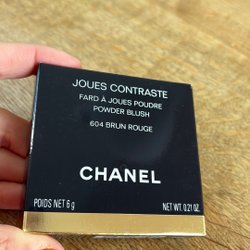 JOUES CONTRASTE
FARD À JOUES POUDRE
POWDER BLUSH
604 BRUN ROUGE
CHANEL
POIDS NET 6 g
NET WT. 0.21 OZ.